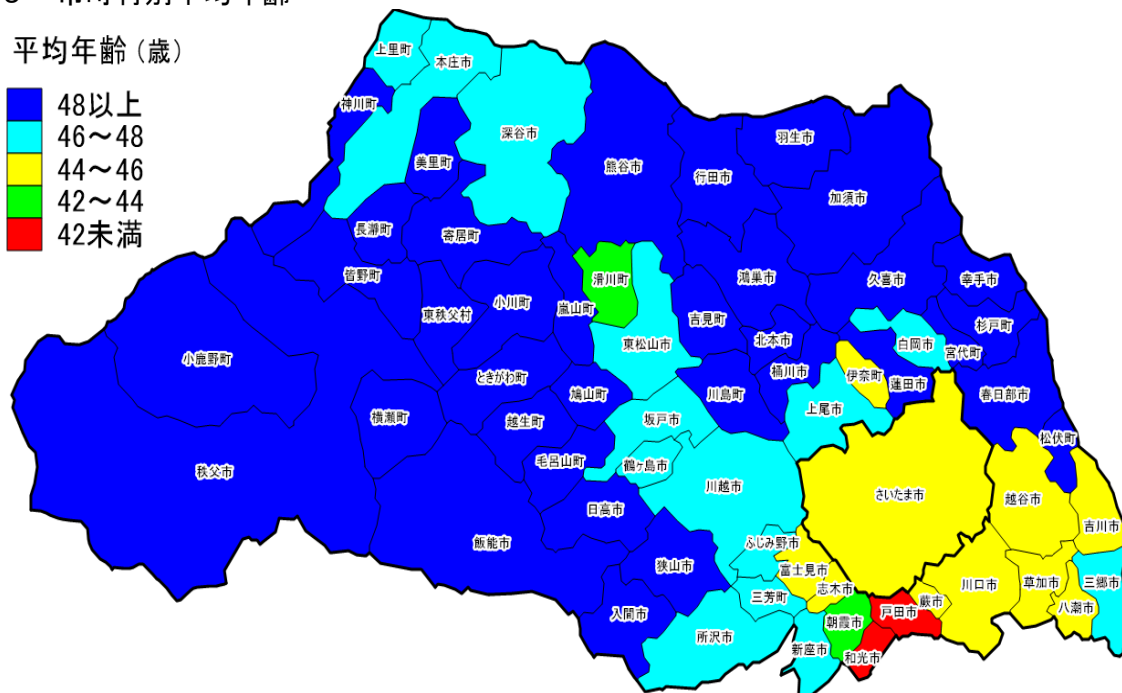 平均年齢(歳)
48以上
46～48
44～46
42～44
42未満
上里町
本庄市
神川町
深谷市
美里町
熊谷市
羽生市
行田市
加須市
長瀞町
寄居町
皆野町
滑川町
鴻巣市
久喜市
幸手市
東秩父村
小川町
嵐山町
吉見町
杉戸町
北本市
東松山市
白岡市
宮代町
小鹿野町
ときがわ町
桶川市
伊奈町
蓮田市
春日部市
鳩山町
川島町
横瀬町
越生町
坂戸市
上尾市
松伏町
毛呂山町
鶴ヶ島市
秩父市
川越市
さいたま市
越谷市
日高市
吉川市
飯能市
ふじみ野市
狭山市
富士見市
志木市
川口市
草加市
三郷市
三芳町
蕨市
八潮市
入間市
戸田市
朝霞市
所沢市
新座市
和光市